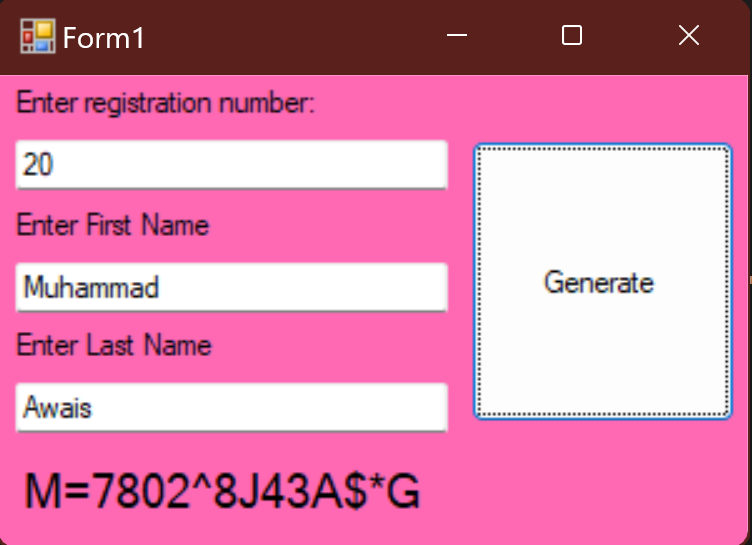 Form1
Enter registration number:
20
Enter First Name
Muhammad
Generate
Enter Last Name
Awais
M=7802^8J43A$*G